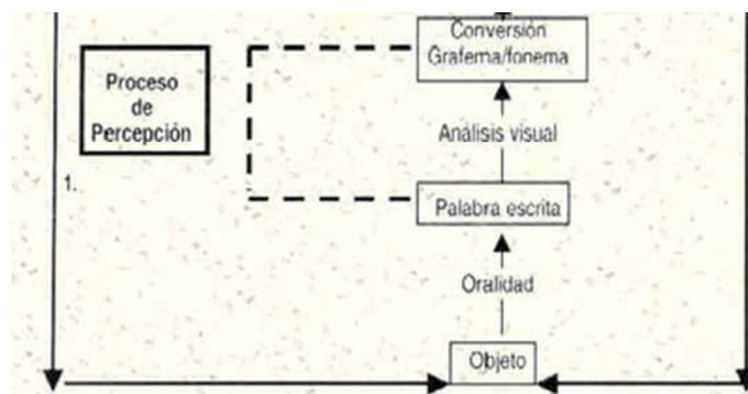 Conversión
Grafema/fonema
Proceso
de
Percepción
Análisis visual
1.
Palabra escrita
Oralidad
Objeto